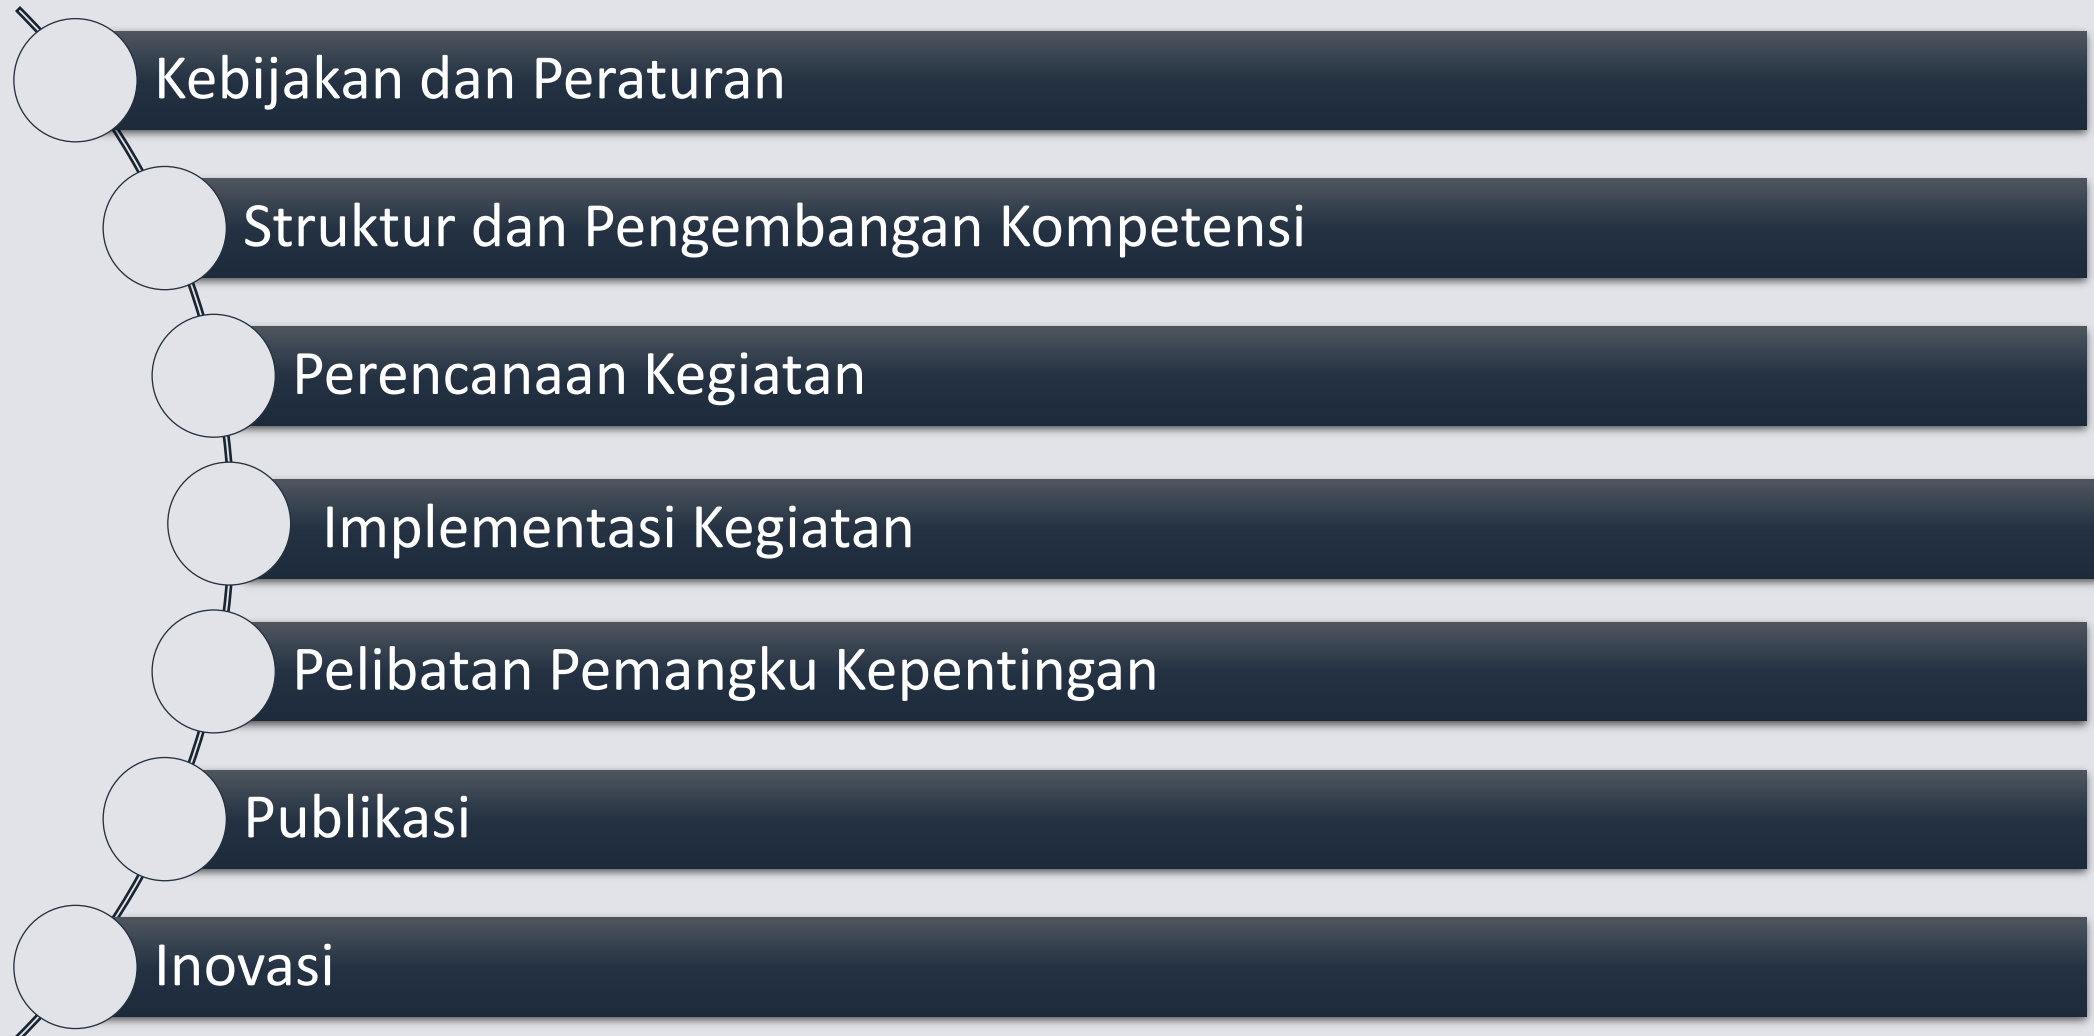 Kebijakan dan Peraturan
Struktur dan Pengembangan Kompetensi
Perencanaan Kegiatan
Implementasi Kegiatan
Pelibatan Pemangku Kepentingan
Publikasi
Inovasi